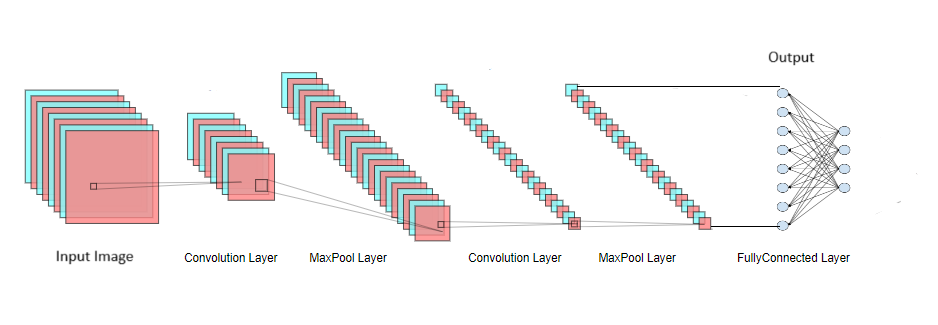 Output
Input Image
Convolution Layer
MaxPool Layer
Convolution Layer
MaxPool Layer
FullyConnected Layer